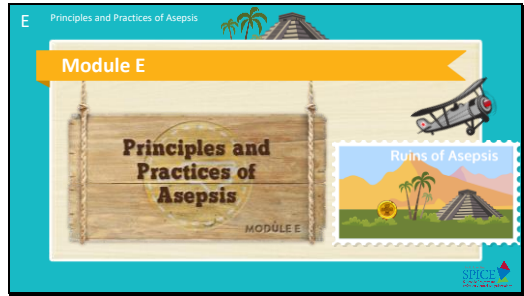 E
Principles and Practices of Asepsis
Module E
Principles and
Practices of
Asepsis
MODULE E
Ruins of Asepsis
SPICE